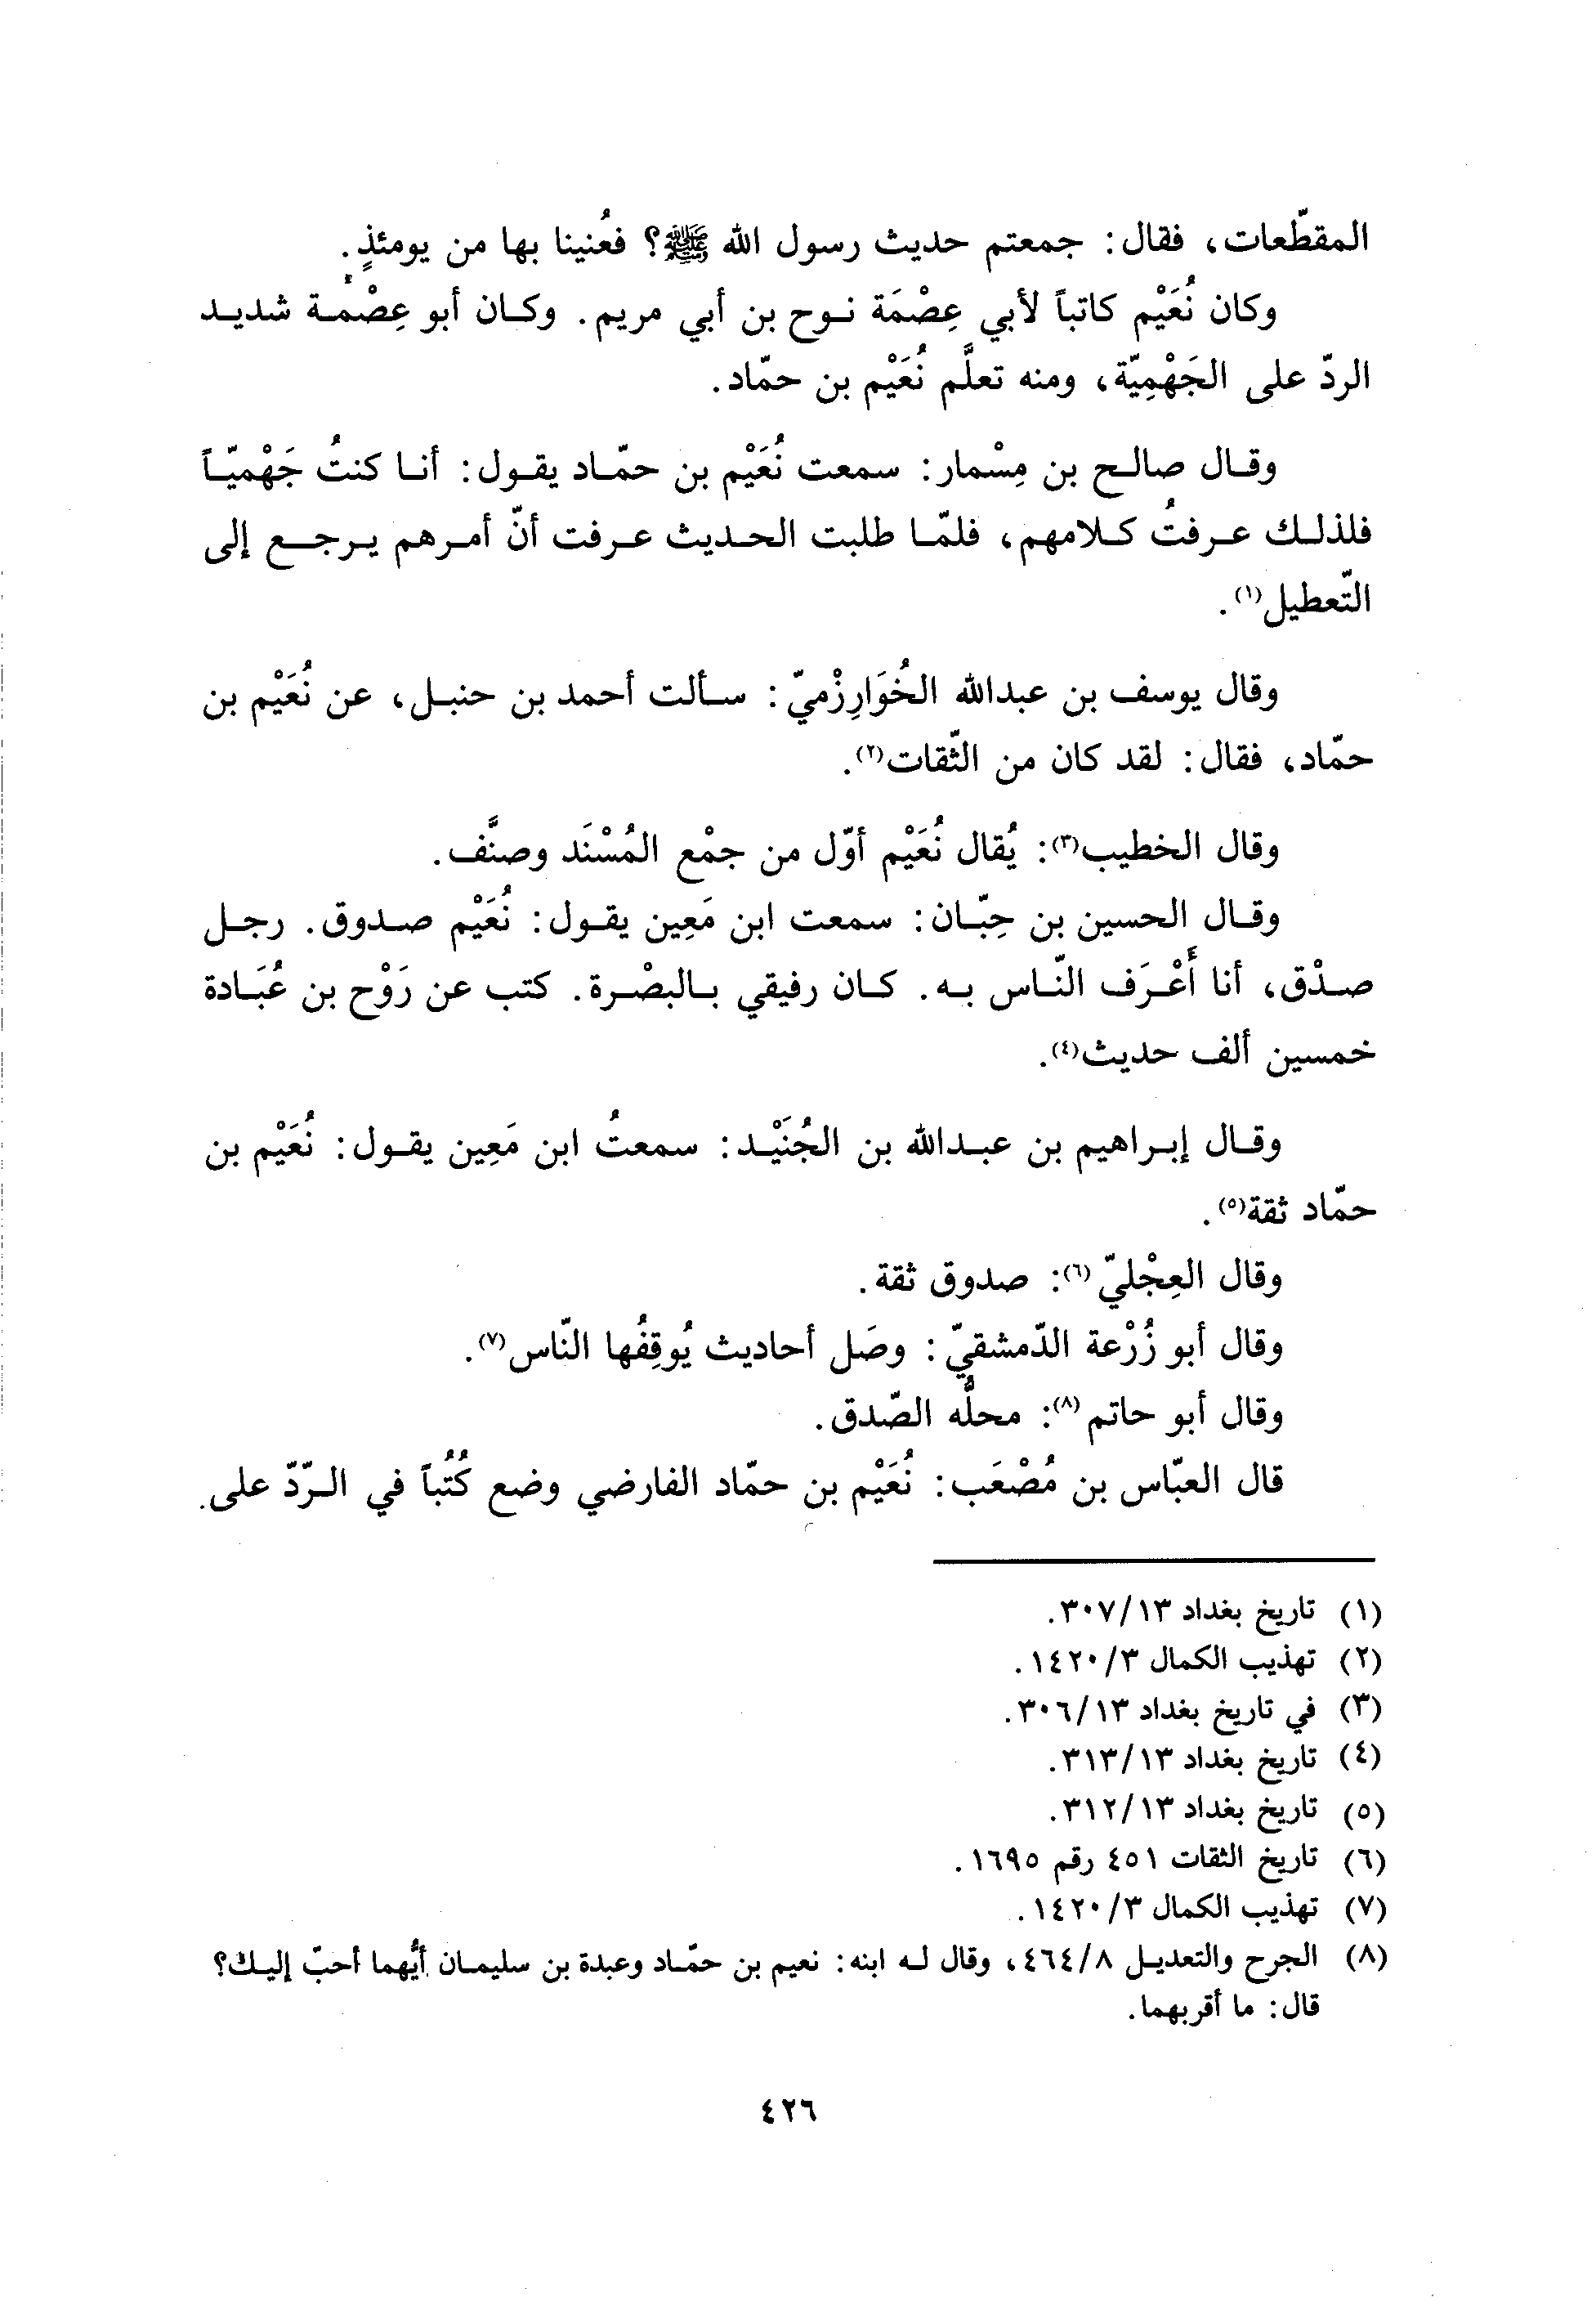 المقطّعات، فقال: جمعتم حديث رسول الله ﷺ؟ فعُنينا بها من يومئذٍ.
وكان نُعَيْم كاتباً لأبي عِصْمَة نوح بن أبي مريم. وكان أبو عِصْمة شديد
الردّ على الجَهْمِيّة، ومنه تعلَّم نُعَيْم بن حمّاد.
وقال صالح بن مِسْمار: سمعت نُعَيْم بن حمّاد يقول: أنا كنتُ جَهْميّاً
فلذلك عرفتُ كلامهم، فلمّا طلبت الحديث عرفت أنّ أمرهم يرجع إلى
التّعطيل(١).
وقال يوسف بن عبدالله الخُوَارِزْميّ: سألت أحمد بن حنبل، عن نُعَيْم بن
حمّاد، فقال: لقد كان من الثّقات(٢).
وقال الخطيب(٣): يُقال نُعَيْم أوّل من جمْع المُسْنَد وصنَّف.
وقال الحسين بن حِبّان: سمعت ابن مَعِين يقول: نُعَيْم صدوق. رجل
صدْق، أنا أَعْرَف النّاس به. كان رفيقي بالبصْرة. كتب عن رَوْح بن عُبَادة
خمسين ألف حديث(٤).
وقال إبراهيم بن عبدالله بن الجُنَيْد: سمعتُ ابن مَعِين يقول: نُعَيْم بن
حمّاد ثقة(٥).
وقال العِجْليّ(٦): صدوق ثقة.
وقال أبو زُرْعة الدّمشقيّ: وصَل أحاديث يُوقِفُها النّاس(٧).
وقال أبو حاتم(٨): محلُّه الصّدق.
قال العبّاس بن مُصْعَب: نُعَيْم بن حمّاد الفارضي وضع كُتُباً في الرّدّ على
(١) تاريخ بغداد ٣٠٧/١٣.
(٢) تهذيب الكمال ١٤٢٠/٣.
(٣) في تاريخ بغداد ٣٠٦/١٣.
(٤) تاريخ بغداد ٣١٣/١٣.
(٥) تاريخ بغداد ٣١٢/١٣.
(٦) تاريخ الثقات ٤٥١ رقم ١٦٩٥.
(٧) تهذيب الكمال ١٤٢٠/٣.
(٨) الجرح والتعديل ٤٦٤/٨، وقال له ابنه: نعيم بن حمّاد وعبدة بن سليمان أيُّهما أحبّ إليك؟
قال: ما أقربهما.
٤٢٦